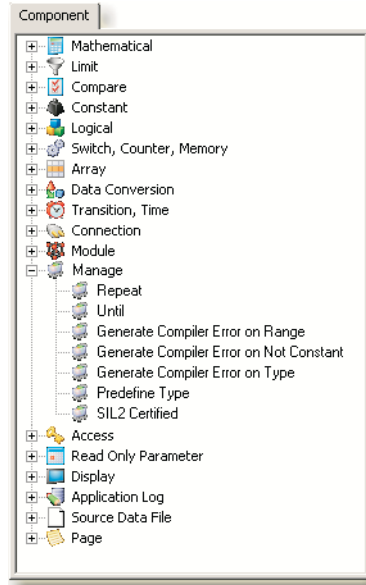 Component
Mathematical
Limit
Compare
Constant
Logical
Switch, Counter, Memory
Array
Data Conversion
Transition, Time
Connection
Module
Manage
Repeat
Until
Generate Compiler Error on Range
Generate Compiler Error on Not Constant
Generate Compiler Error on Type
Predefine Type
SIL2 Certified
Access
Read Only Parameter
Display
Application Log
Source Data File
Page